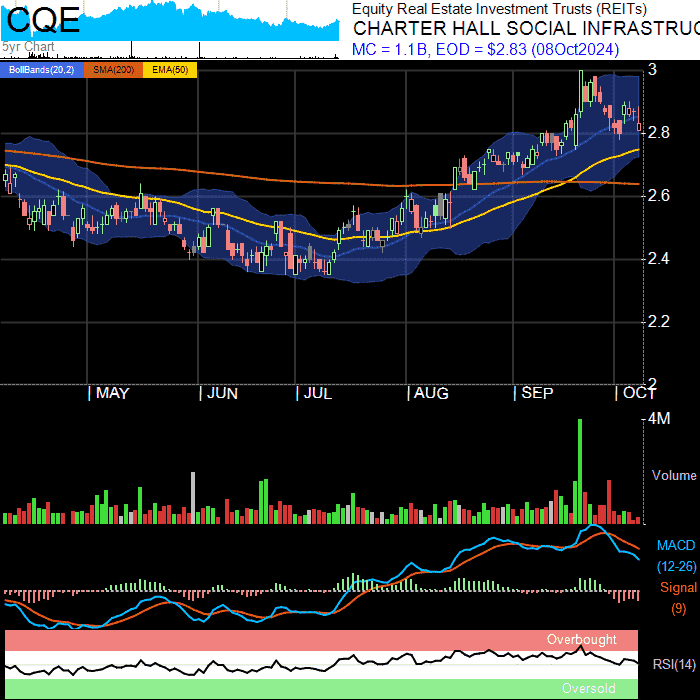 CQE
5yr Chart
Equity Real Estate Investment Trusts (REITs)
CHARTER HALL SOCIAL INFRASTRUC
MC = 1.1B, EOD = $2.83 (08Oct2024)
BollBands(20,2) SMA(200) EMA(50)
3
2.8
2.6
2.4
2.2
2
| MAY | JUN | JUL | AUG | SEP | OCT
4M
Volume
MACD
(12-26)
Signal
(9)
Overbought
RSI(14)
Oversold